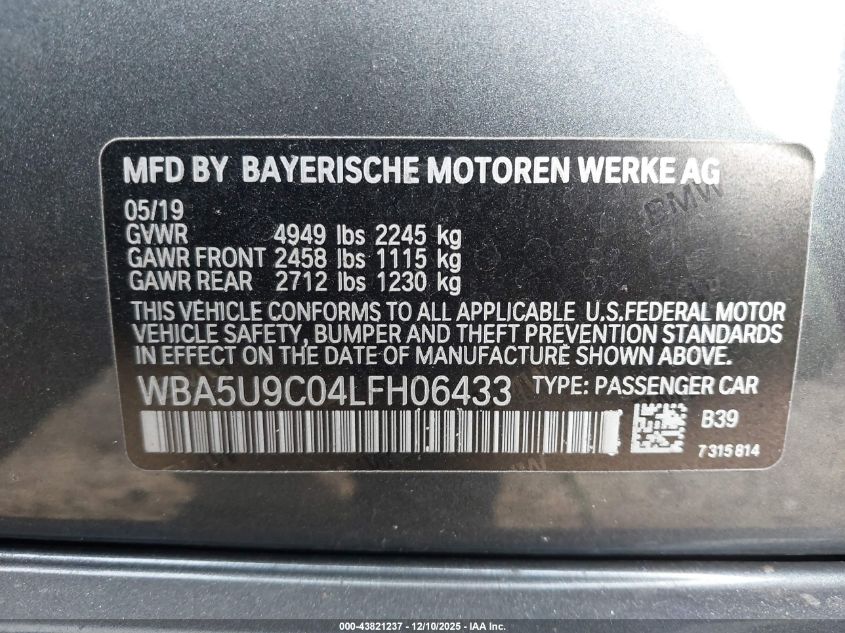 MFD BY BAYERISCHE MOTOREN WERKE AG
05/19
GVWR 4949 lbs 2245 kg
GAWR FRONT 2458 lbs 1115 kg
GAWR REAR 2712 lbs 1230 kg
THIS VEHICLE CONFORMS TO ALL APPLICABLE U.S.FEDERAL MOTOR
VEHICLE SAFETY, BUMPER AND THEFT PREVENTION STANDARDS
IN EFFECT ON THE DATE OF MANUFACTURE SHOWN ABOVE.
WBA5U9C04LFH06433 TYPE: PASSENGER CAR
B39
7315814
BMW
000-43821237 - 12/10/2025 - IAA Inc.